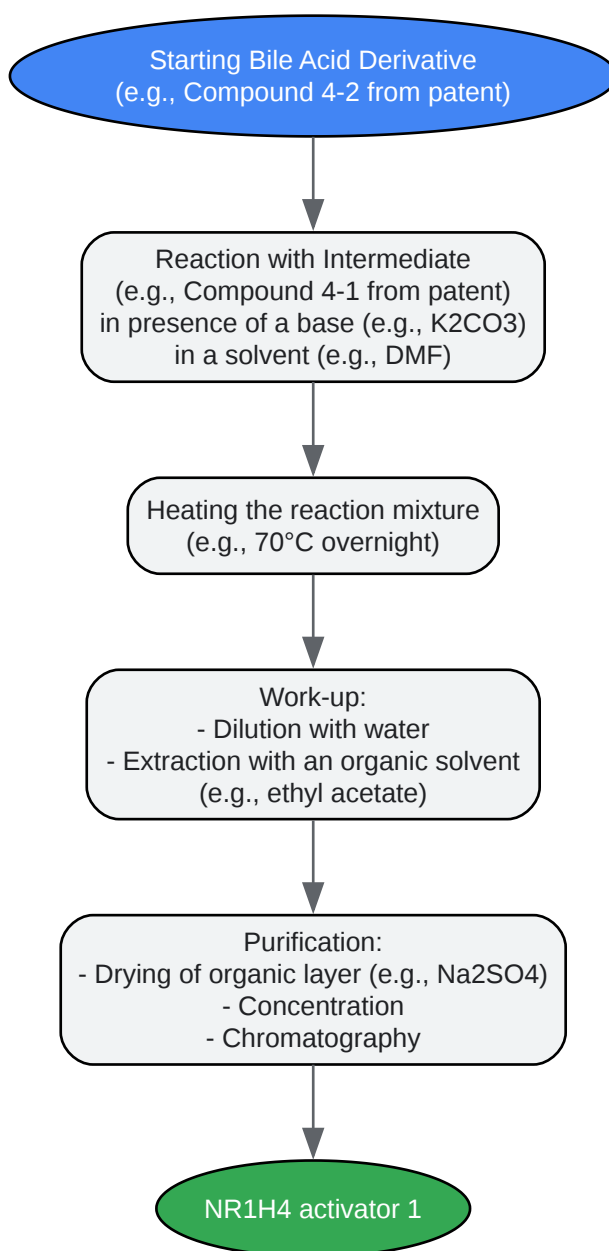 Starting Bile Acid Derivative
(e.g., Compound 4-2 from patent)
Reaction with Intermediate
(e.g., Compound 4-1 from patent)
in presence of a base (e.g., K2CO3)
in a solvent (e.g., DMF)
Heating the reaction mixture
(e.g., 70°C overnight)
Work-up:
- Dilution with water
- Extraction with an organic solvent
(e.g., ethyl acetate)
Purification:
- Drying of organic layer (e.g., Na2SO4)
- Concentration
- Chromatography
NR1H4 activator 1